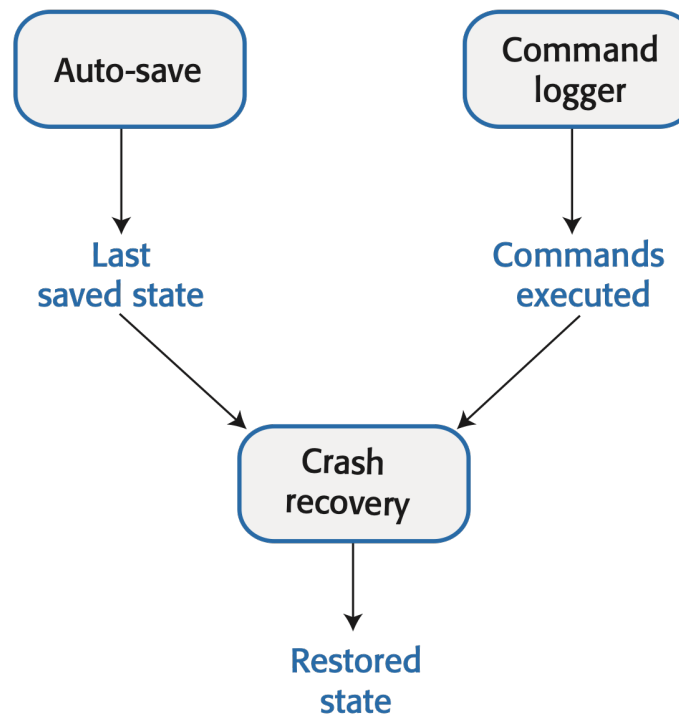 Auto-save
Command
logger
Last
saved state
Commands
executed
Crash
recovery
Restored
state